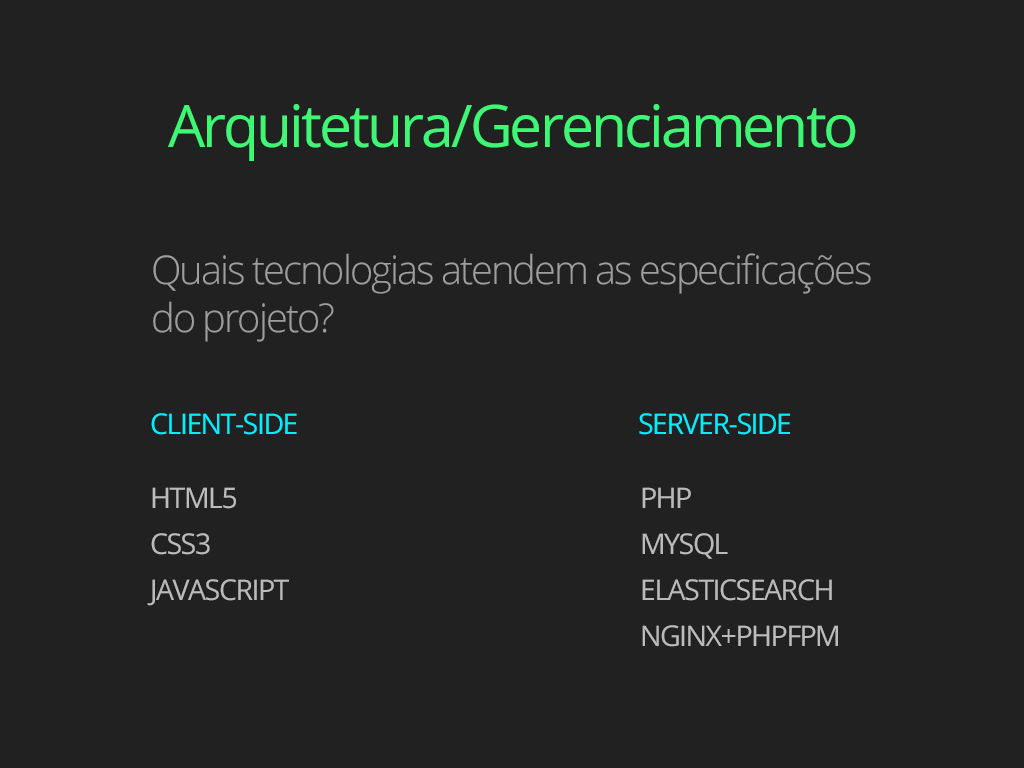 Arquitetura/Gerenciamento
Quais tecnologias atendem as especificações
do projeto?
CLIENT-SIDE
HTML5
CSS3
JAVASCRIPT
SERVER-SIDE
PHP
MYSQL
ELASTICSEARCH
NGINX+PHPFPM